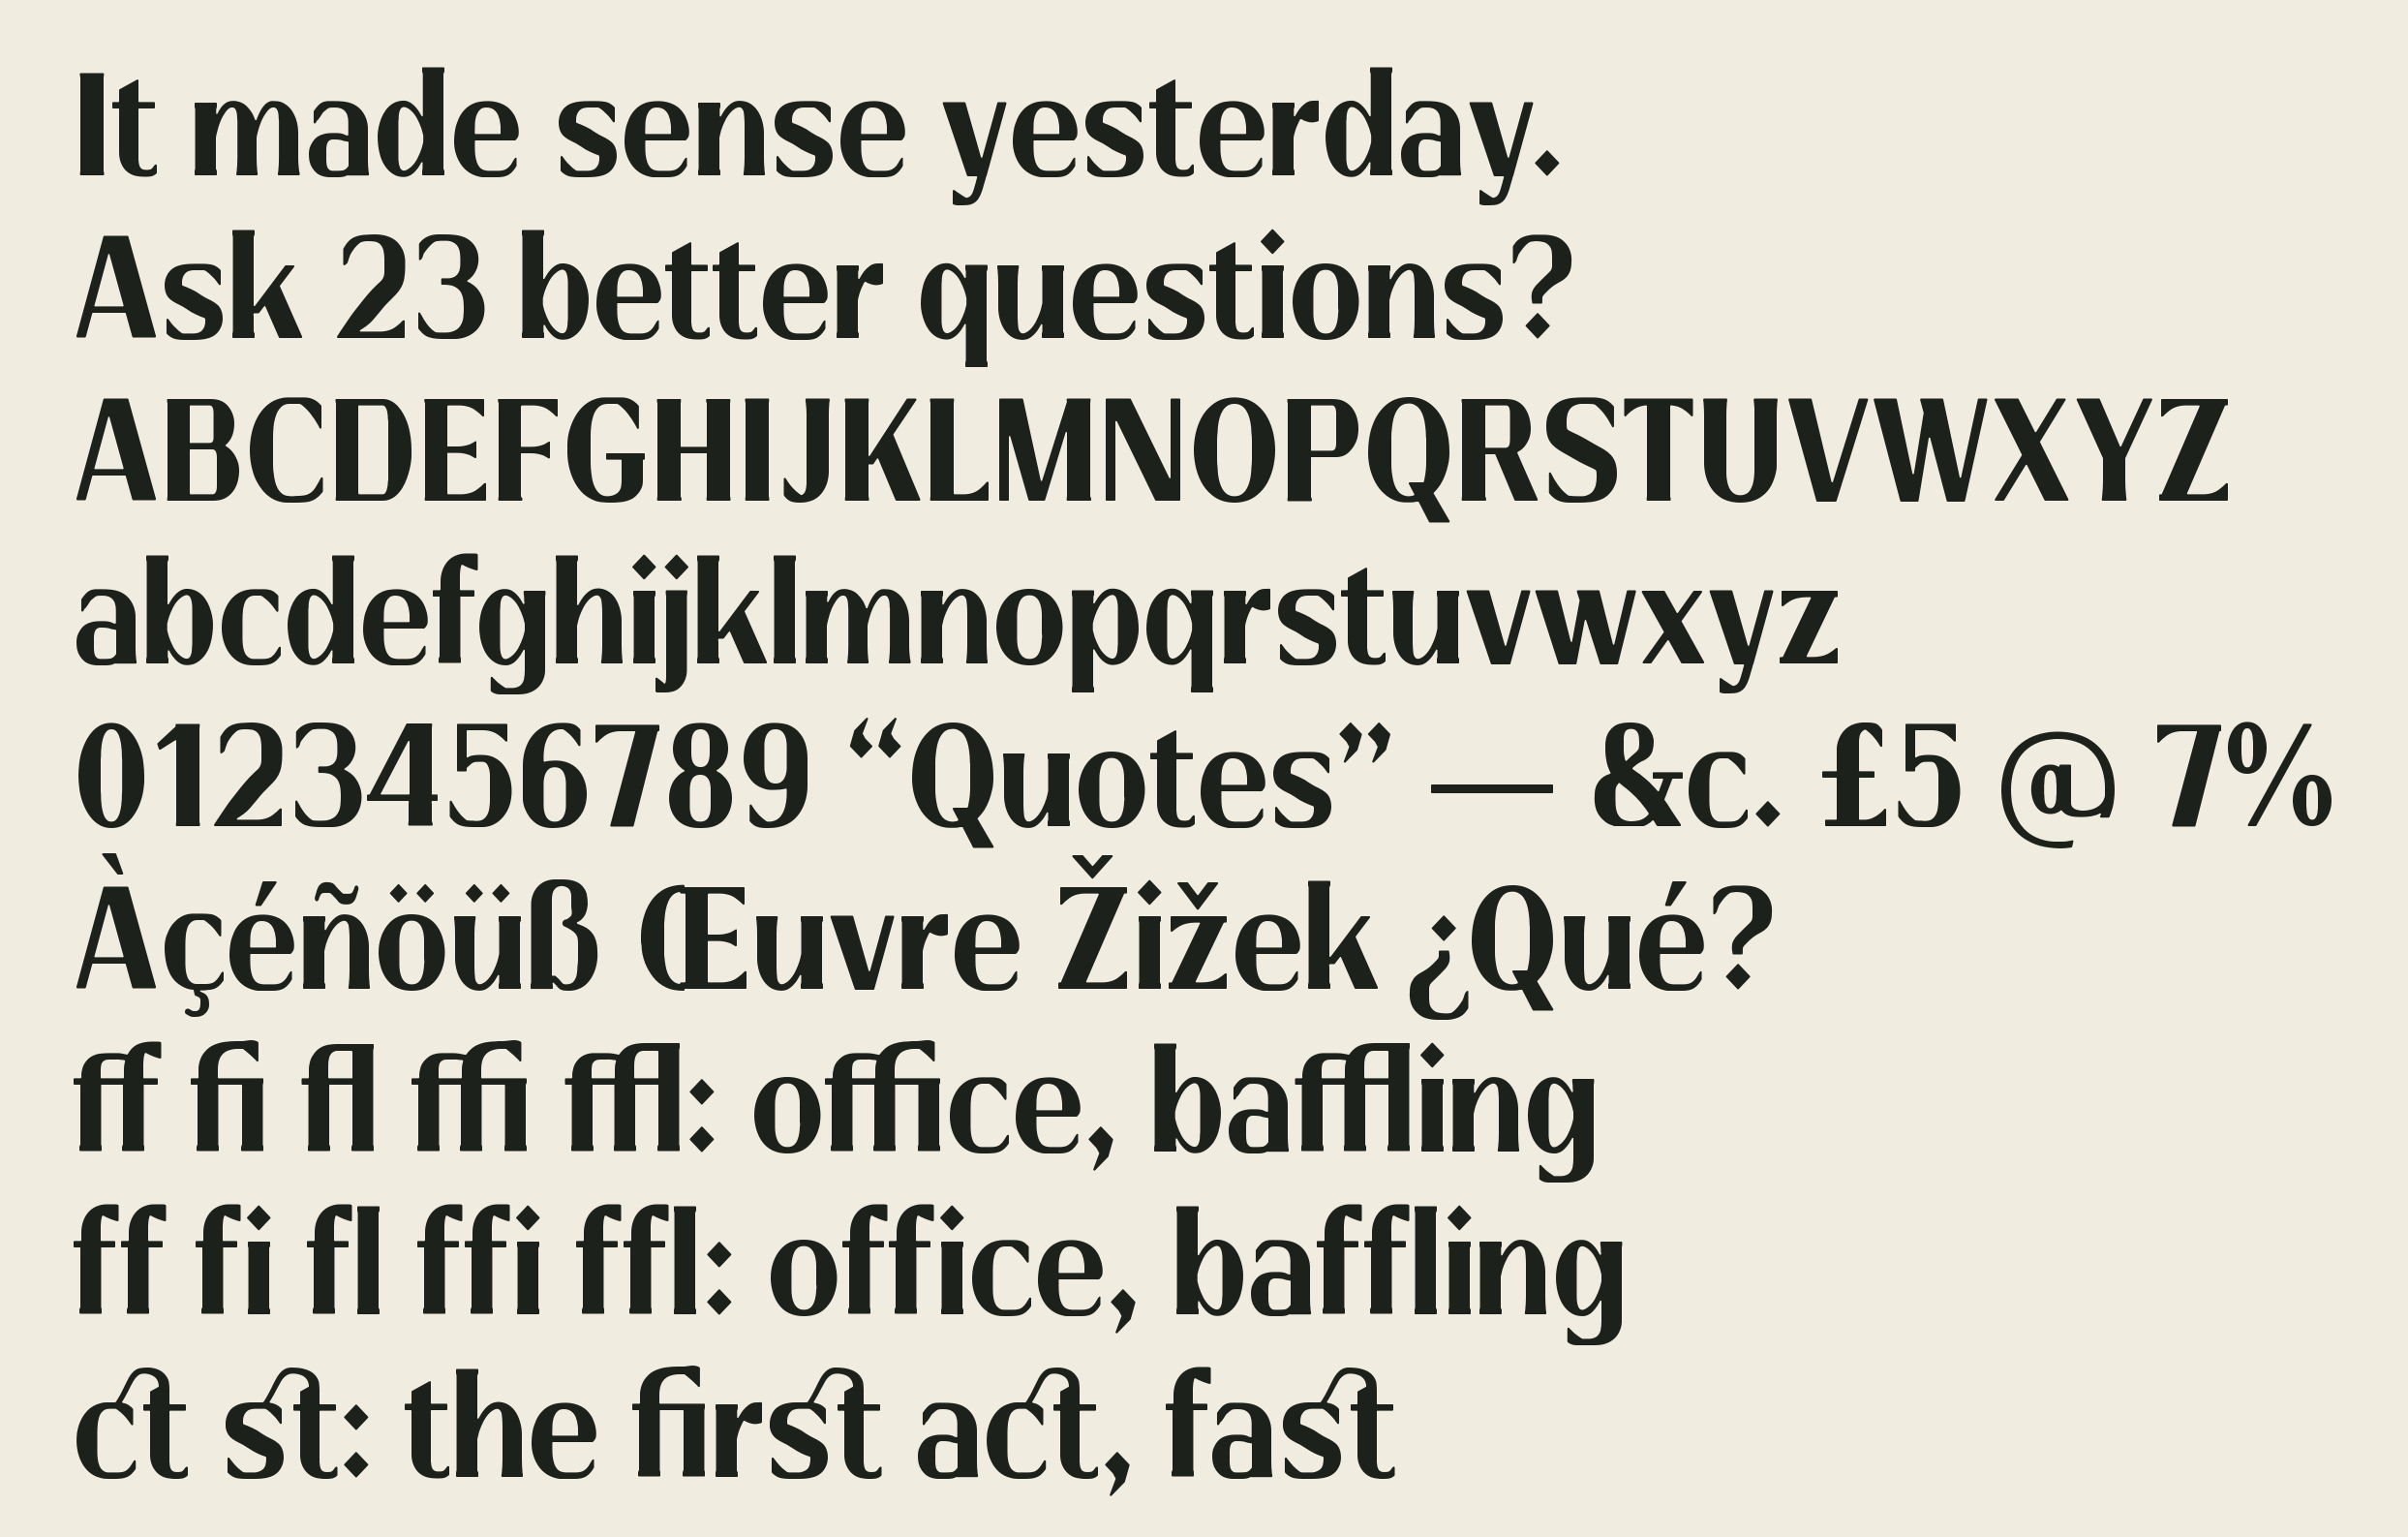 It made sense yesterday.
Ask 23 better questions?
ABCDEFGHIJKLMNOPQRSTUVWXYZ
abcdefghijklmnopqrstuvwxyz
0123456789 “Quotes” — &c. £5 @ 7%
Àçéñöüß Œuvre Žižek ¿Qué?
ff fi fl ffi ffl: office, baffling
ff fi fl ffi ffl: office, baffling
ct st: the first act, fast